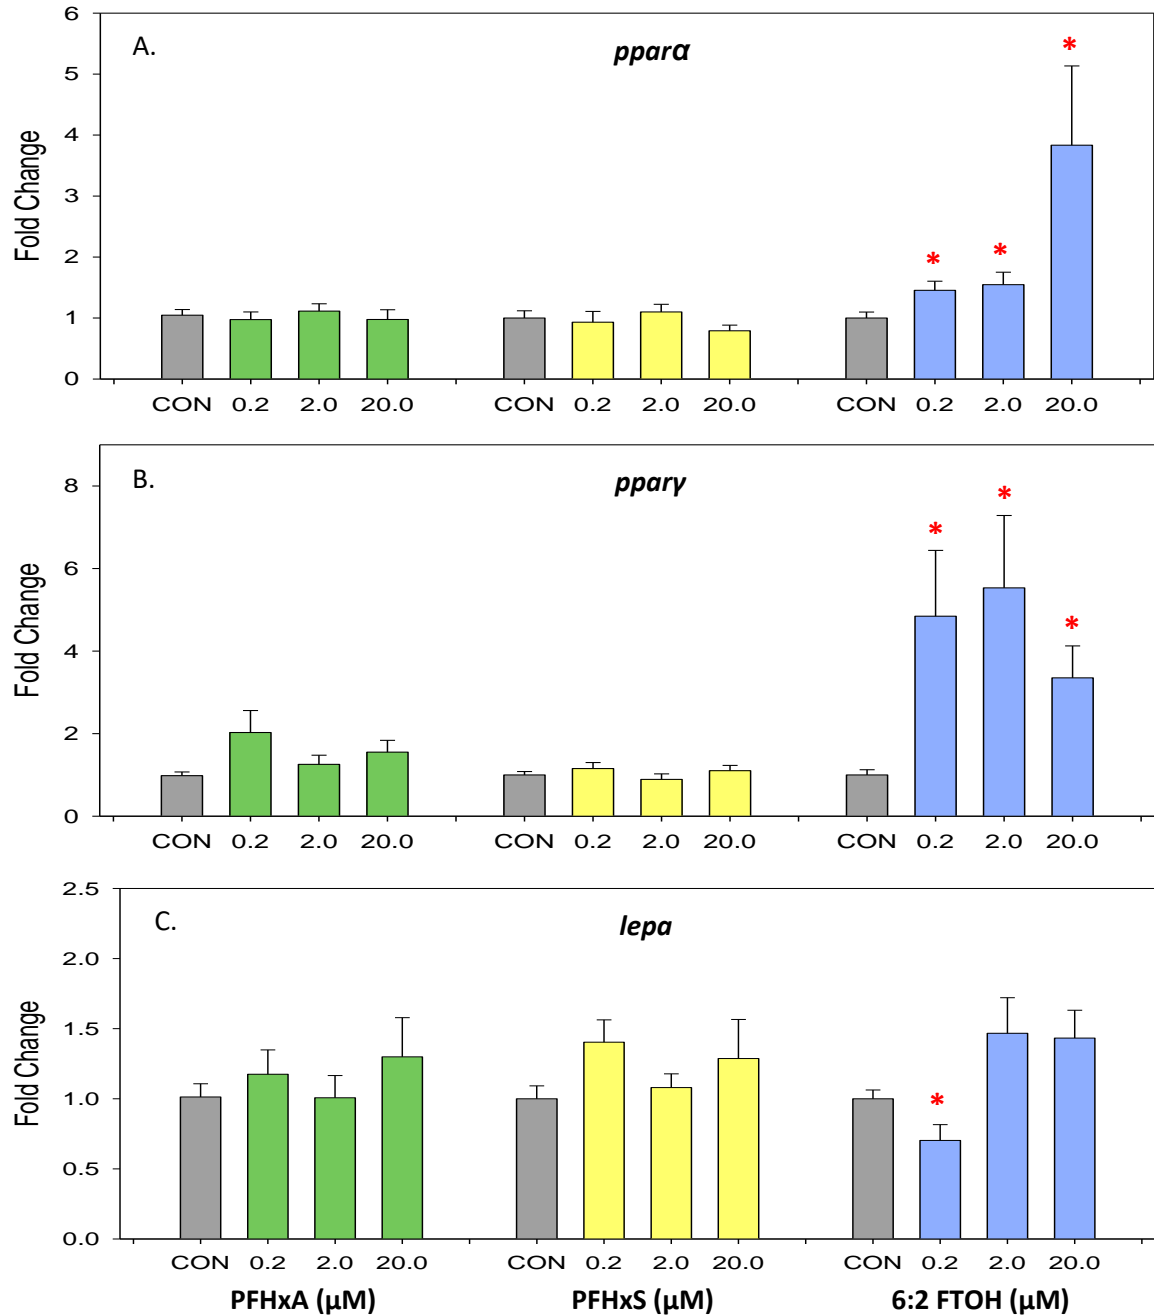 A.
pparα
Fold Change
6
5
4
3
2
1
0
*
*
*
CON 0.2 2.0 20.0 CON 0.2 2.0 20.0 CON 0.2 2.0 20.0
B.
pparγ
Fold Change
8
6
4
2
0
*
*
*
CON 0.2 2.0 20.0 CON 0.2 2.0 20.0 CON 0.2 2.0 20.0
C.
lepa
Fold Change
2.5
2.0
1.5
1.0
0.5
0.0
*
CON 0.2 2.0 20.0 CON 0.2 2.0 20.0 CON 0.2 2.0 20.0
PFHxA (μM) PFHxS (μM) 6:2 FTOH (μM)